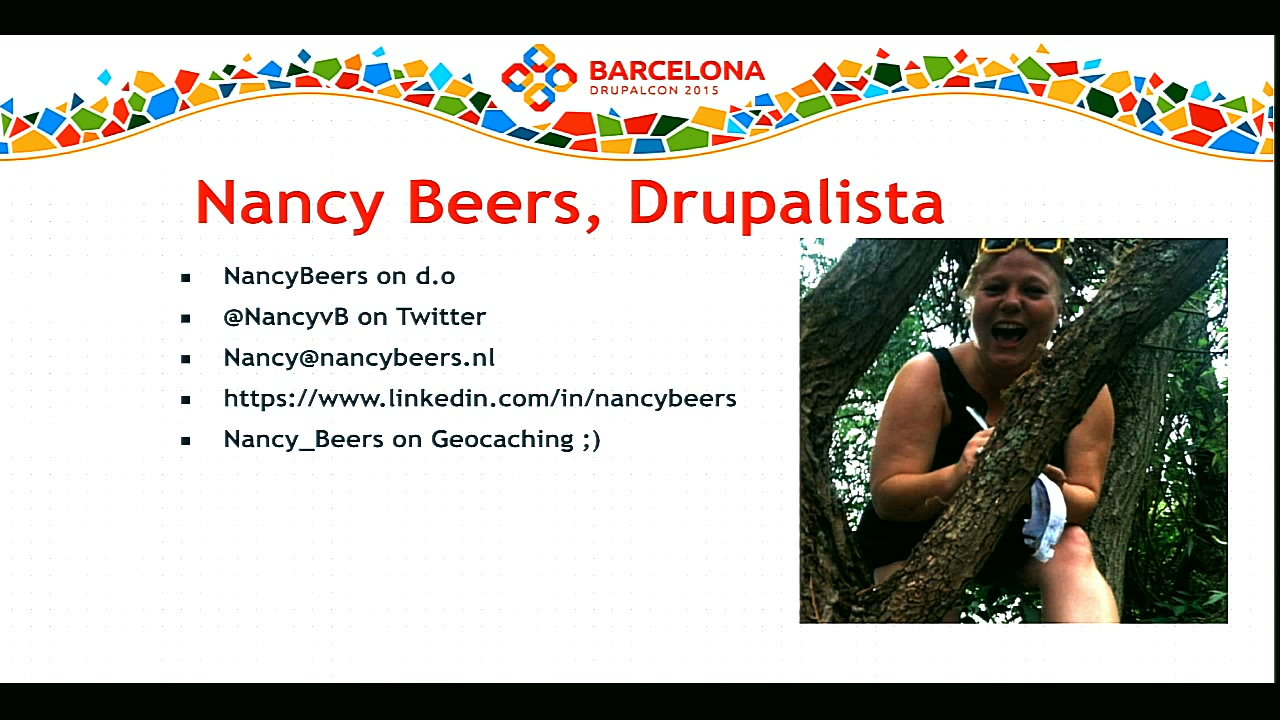 BARCELONA
DRUPALCON 2015
Nancy Beers, Drupalista
NancyBeers on d.o
@NancyvB on Twitter
Nancy@nancybeers.nl
https://www.linkedin.com/in/nancybeers
Nancy_Beers on Geocaching ;)